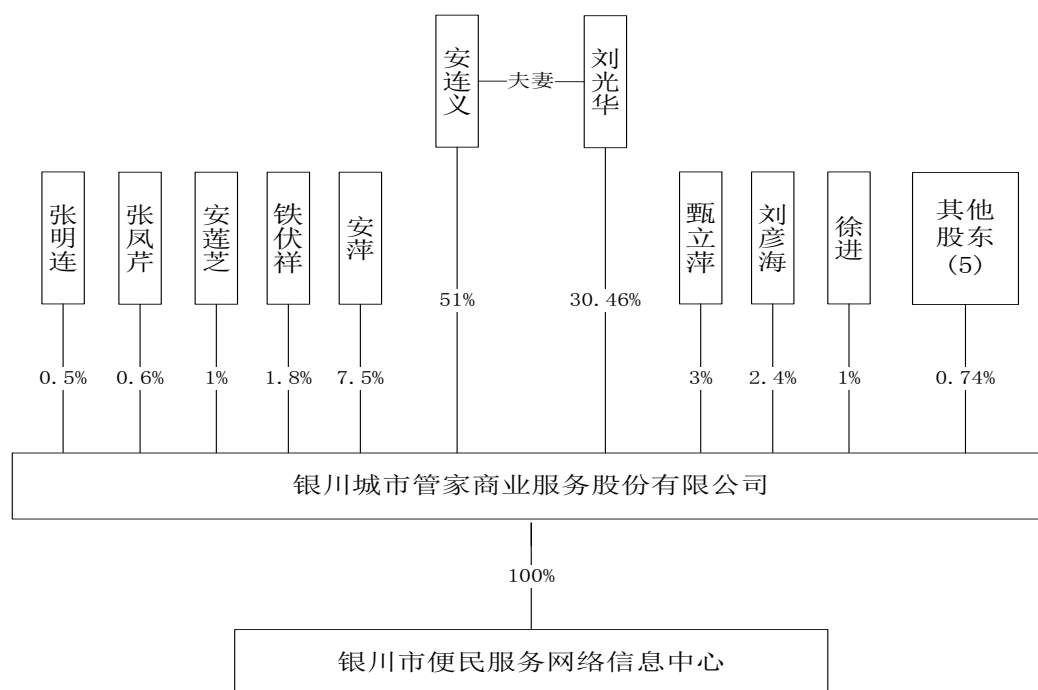 安连义
夫妻
刘光华
张明连
张凤芹
安莲芝
铁伏祥
安萍
甄立萍
刘彦海
徐进
其他
股东
（5）
51%
30.46%
0.5%
0.6%
1%
1.8%
7.5%
3%
2.4%
1%
0.74%
银川城市管家商业服务股份有限公司
100%
银川市便民服务网络信息中心